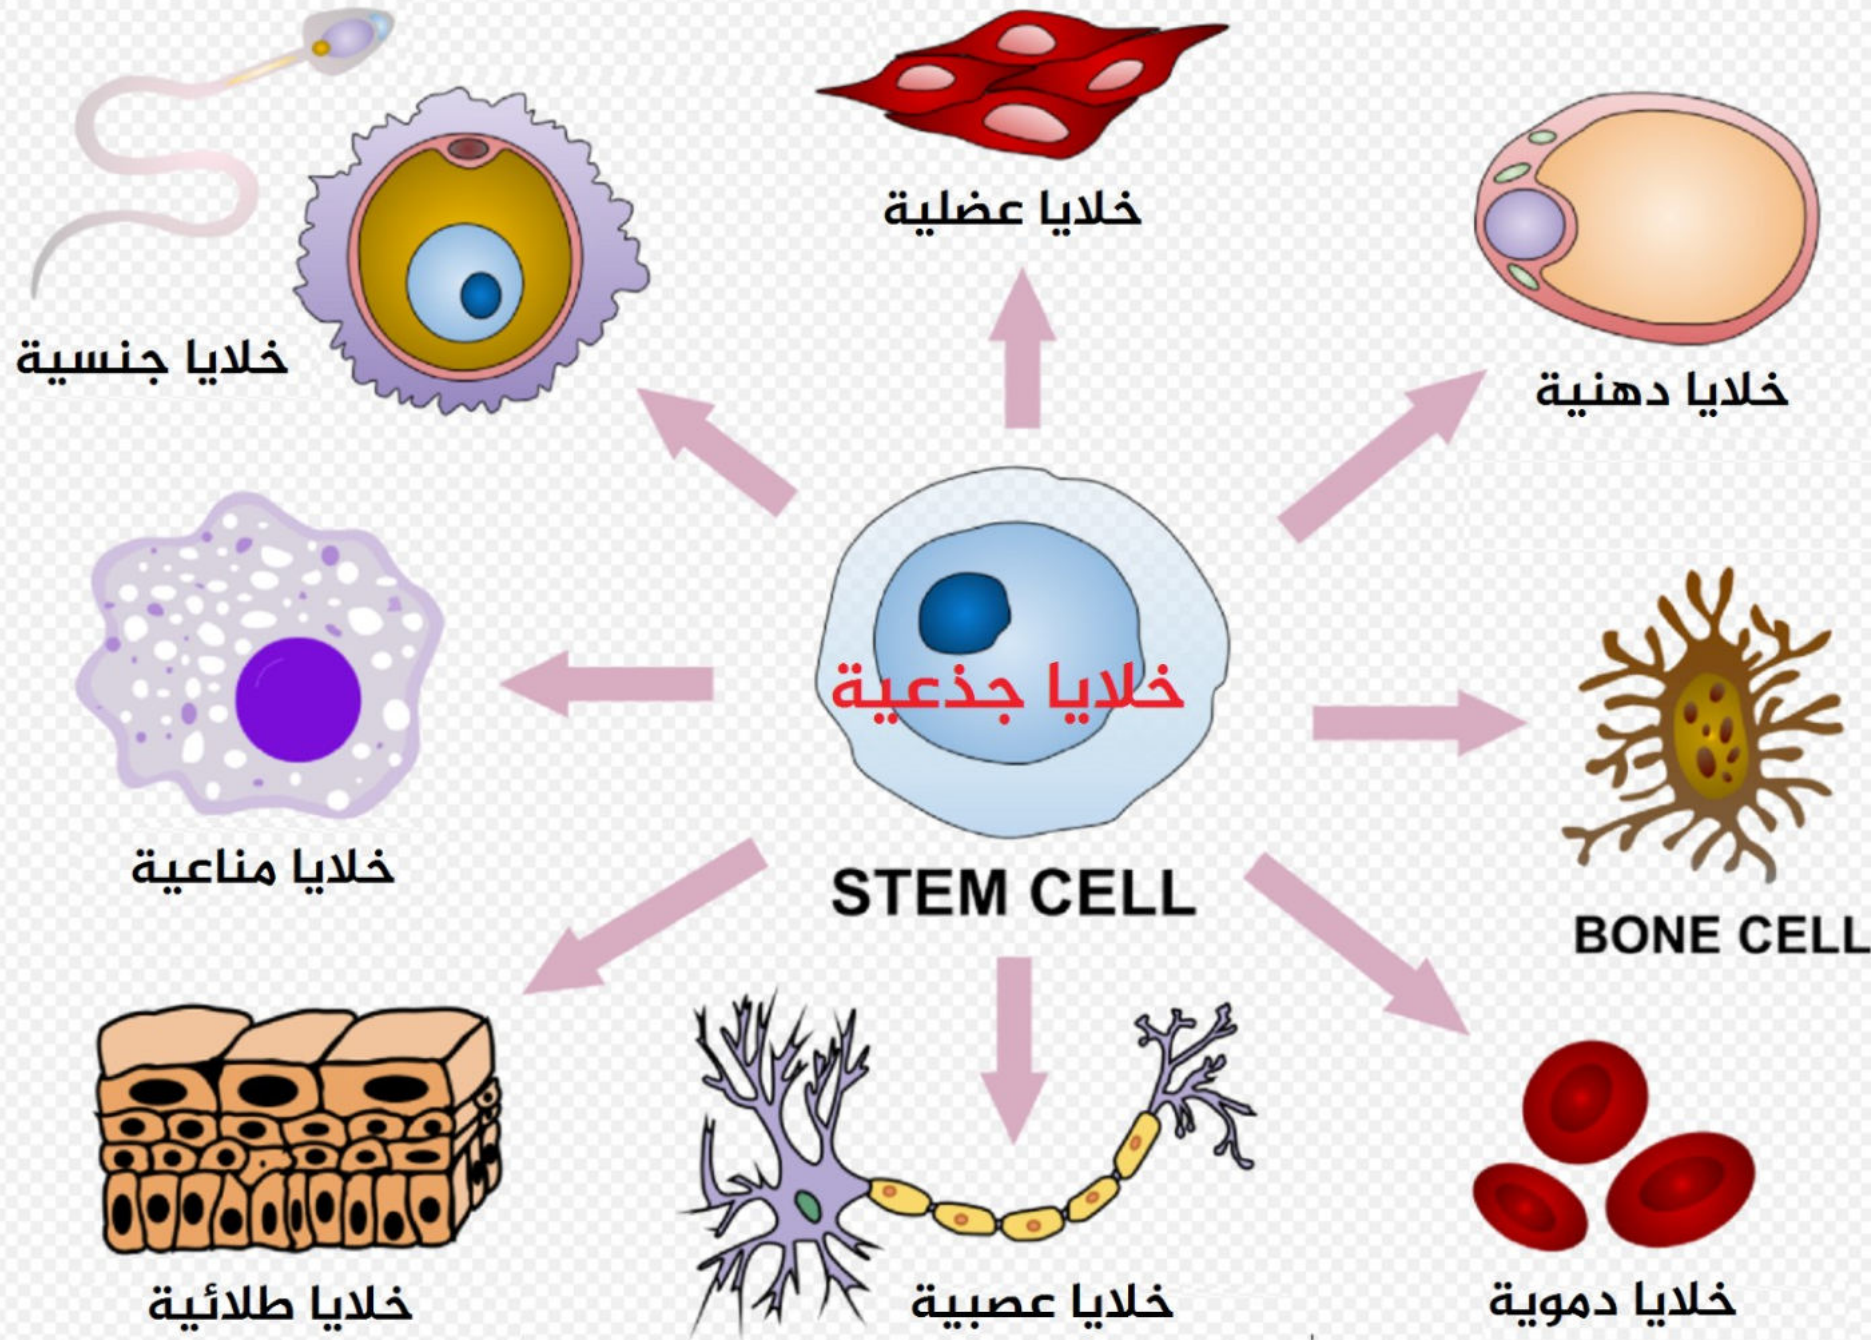 خلايا عضلية
خلايا جنسية
خلايا دهنية
خلايا جذعية
خلايا مناعية
STEM CELL
BONE CELL
خلايا طلائية
خلايا عصبية
خلايا دموية